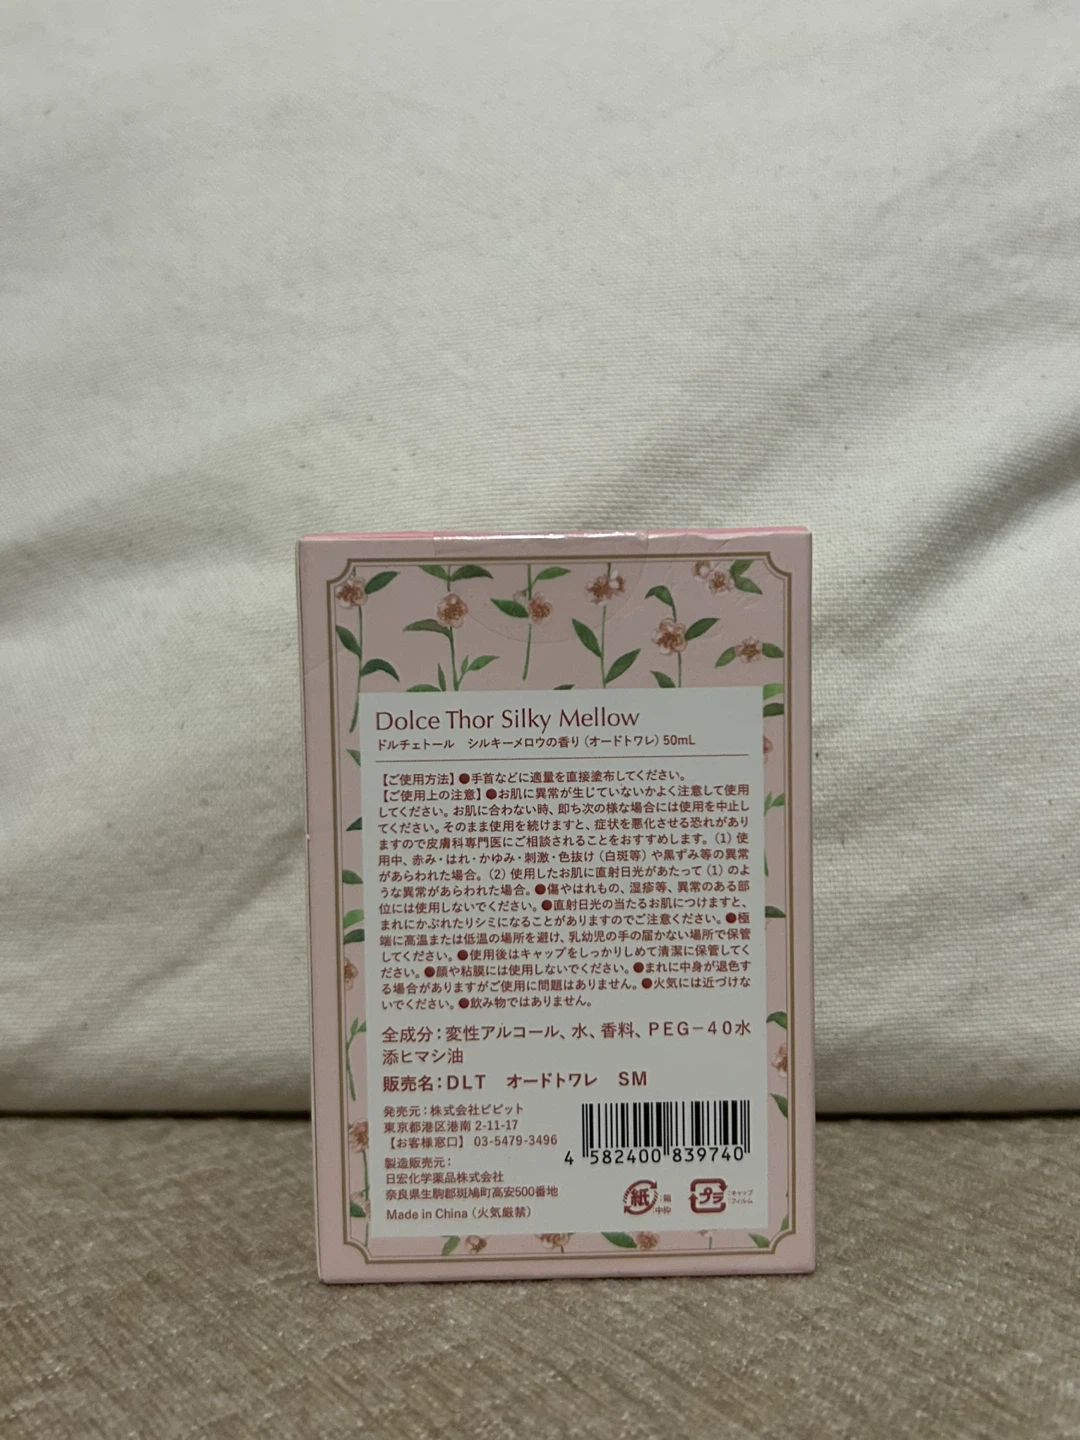 Dolce Thor Silky Mellow
ドルチェトール シルキーメロウの香り（オードトワレ）50mL
【ご使用方法】●手首などに適量を直接塗布してください。
【ご使用上の注意】●お肌に異常が生じていないかよく注意して使用
してください。お肌に合わない時、即ち次の様な場合には使用を中止し
てください。そのまま使用を続けますと、症状を悪化させる恐れがあり
ますので皮膚科専門医にご相談されることをおすすめします。（1）使
用中、赤み・はれ・かゆみ・刺激・色抜け（白斑等）や黒ずみ等の異常
があらわれた場合。（2）使用したお肌に直射日光があたって（1）のよ
うな異常があらわれた場合。●傷やはれもの、湿疹等、異常のある部
位には使用しないでください。●直射日光の当たるお肌につけますと、
まれにかぶれたりシミになることがありますのでご注意ください。●極
端に高温または低温の場所を避け、乳幼児の手の届かない場所で保管
してください。●使用後はキャップをしっかりしめて清潔に保管してく
ださい。●顔や粘膜には使用しないでください。●まれに中身が退色す
る場合がありますがご使用に問題はありません。●火気には近づけな
いでください。●飲み物ではありません。
全成分：変性アルコール、水、香料、PEG－40水
添ヒマシ油
販売名：DLT オードトワレ SM
発売元：株式会社ビピット
東京都港区港南 2-11-17
【お客様窓口】 03-5479-3496
製造販売元：
日宏化学薬品株式会社
奈良県生駒郡斑鳩町高安500番地
Made in China（火気厳禁）
4 582400 839740
紙 :箱
:中枠
プラ :キャップ
:フィルム